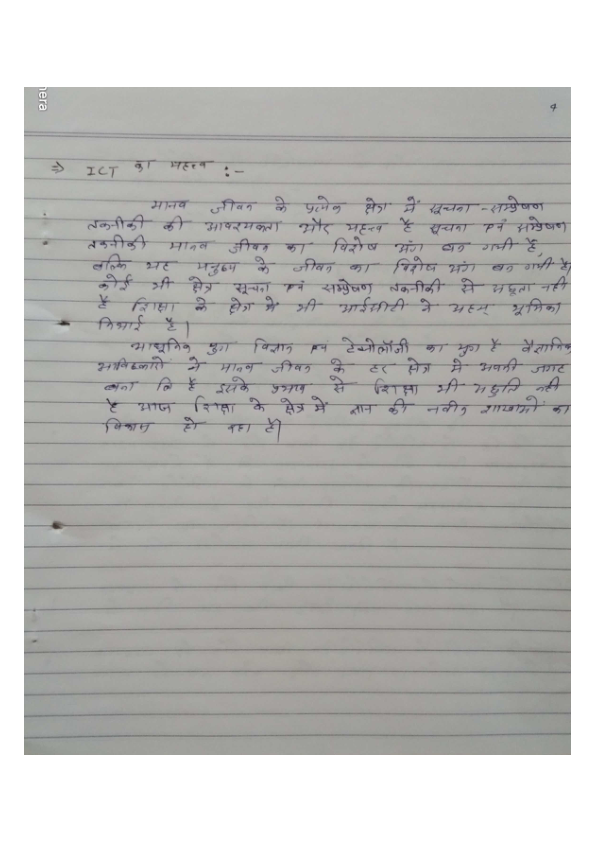 4
mera
⇒ ICT का महत्व :-
मानव जीवन के प्रत्येक क्षेत्र में सूचना - सम्प्रेषण
तकनीकी की आवश्यकता और महत्व है सूचना एवं सम्प्रेषण
तकनीकी मानव जीवन का विशेष अंग बन गयी है,
बल्कि यह मनुष्य के जीवन का विशेष अंग बन गयी है।
कोई भी क्षेत्र सूचना एवं सम्प्रेषण तकनीकी से अछूता नहीं
है शिक्षा के क्षेत्र मे भी आईसीटी ने महत् भूमिका
निभाई है।
आधुनिक युग विज्ञान एवं टेक्नोलॉजी का युग है वैज्ञानिक
अविष्कारों ने मानव जीवन के हर क्षेत्र मे अपनी जगह
बना लि है इसके प्रभाव से शिक्षा भी अछुति नही
है आज शिक्षा के क्षेत्र में ज्ञान की नवीन शाखाओं का
विकास हो रहा है।